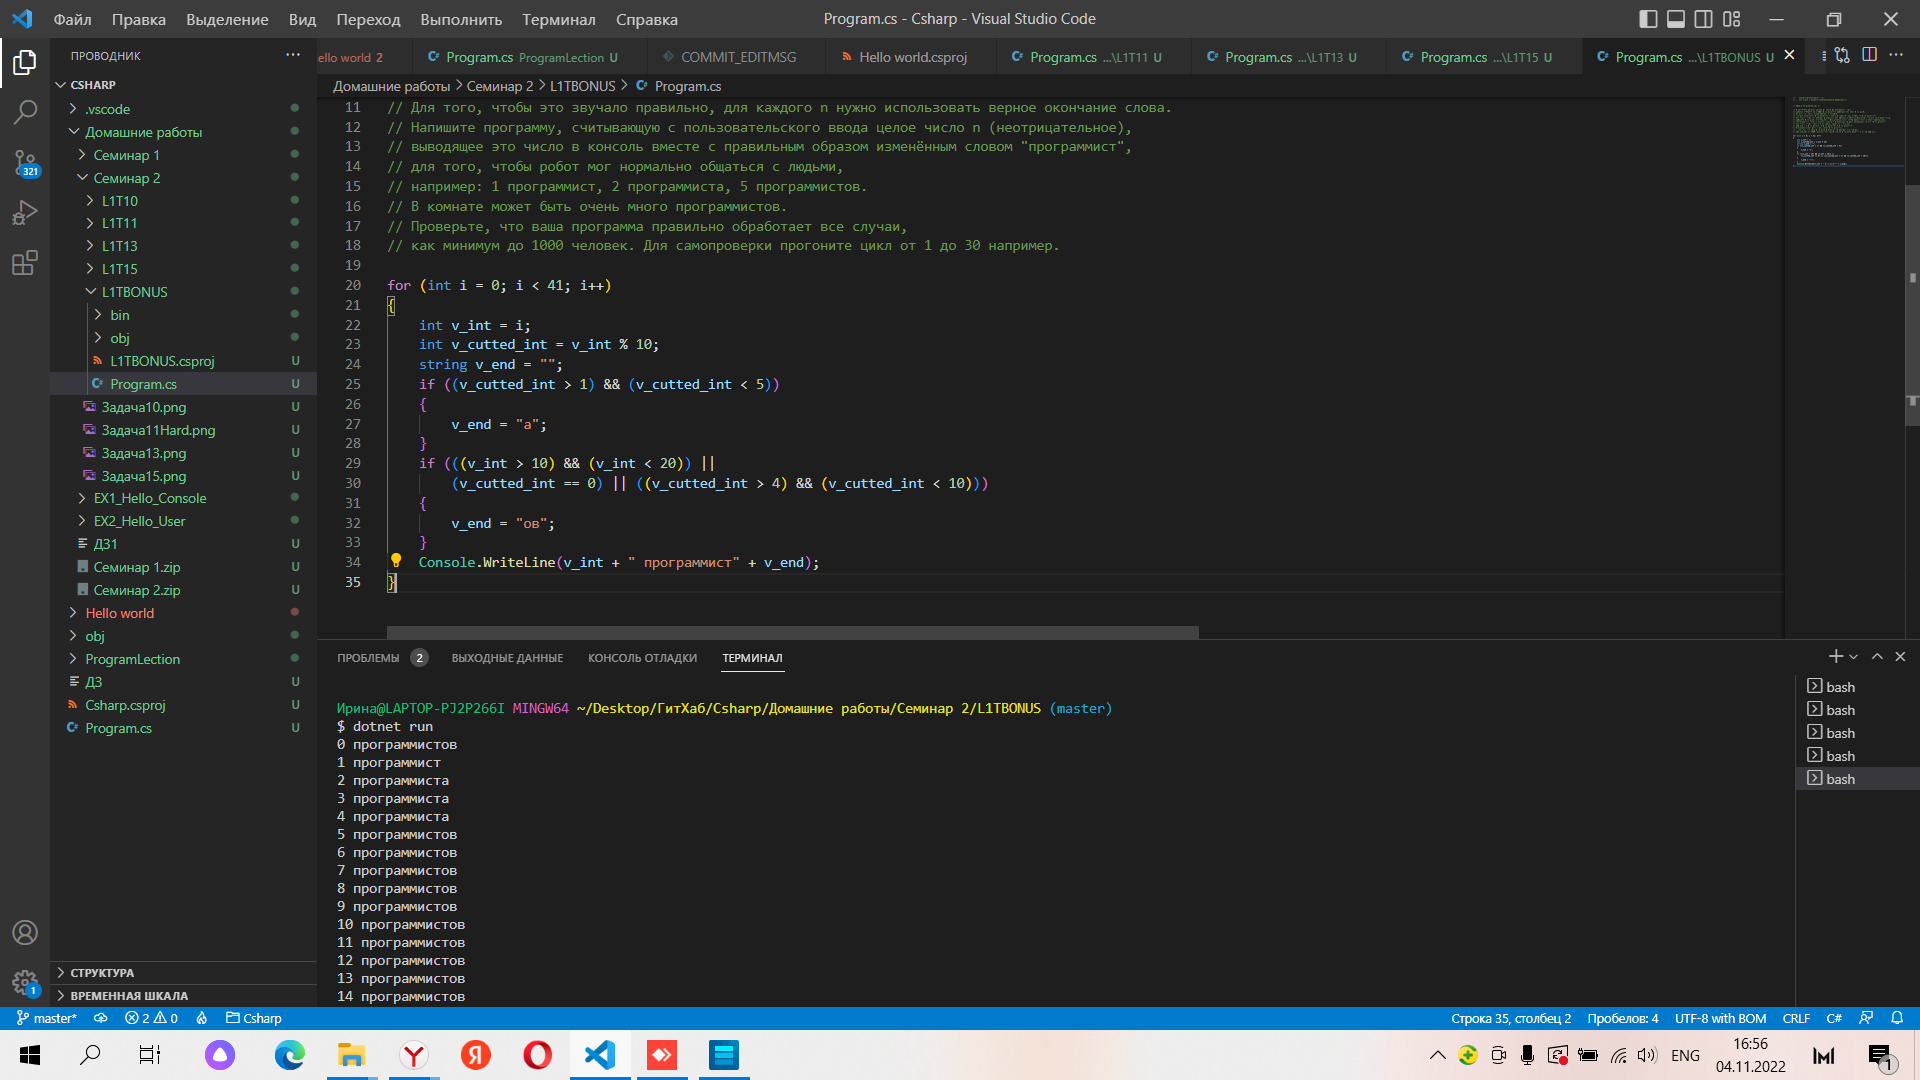 Файл Правка Выделение Вид Переход Выполнить Терминал Справка
Program.cs - Csharp - Visual Studio Code
ПРОВОДНИК
ello world 2
Program.cs ProgramLection U
COMMIT_EDITMSG
Hello world.csproj
Program.cs ...\L1T11 U
Program.cs ...\L1T13 U
Program.cs ...\L1T15 U
Program.cs ...\L1TBONUS U
Домашние работы > Семинар 2 > L1TBONUS > Program.cs
CSHARP
.vscode
Домашние работы
Семинар 1
Семинар 2
L1T10
L1T11
L1T13
L1T15
L1TBONUS
bin
obj
L1TBONUS.csproj U
Program.cs U
Задача10.png U
Задача11Hard.png U
Задача13.png U
Задача15.png U
EX1_Hello_Console
EX2_Hello_User
ДЗ1 U
Семинар 1.zip U
Семинар 2.zip U
Hello world
obj
ProgramLection
ДЗ U
Csharp.csproj U
Program.cs U
СТРУКТУРА
ВРЕМЕННАЯ ШКАЛА
321
1
11 // Для того, чтобы это звучало правильно, для каждого n нужно использовать верное окончание слова.
12 // Напишите программу, считывающую с пользовательского ввода целое число n (неотрицательное),
13 // выводящее это число в консоль вместе с правильным образом изменённым словом "программист",
14 // для того, чтобы робот мог нормально общаться с людьми,
15 // например: 1 программист, 2 программиста, 5 программистов.
16 // В комнате может быть очень много программистов.
17 // Проверьте, что ваша программа правильно обработает все случаи,
18 // как минимум до 1000 человек. Для самопроверки прогоните цикл от 1 до 30 например.
19
20 for (int i = 0; i < 41; i++)
21 {
22 int v_int = i;
23 int v_cutted_int = v_int % 10;
24 string v_end = "";
25 if ((v_cutted_int > 1) && (v_cutted_int < 5))
26 {
27 v_end = "а";
28 }
29 if (((v_int > 10) && (v_int < 20)) ||
30 (v_cutted_int == 0) || ((v_cutted_int > 4) && (v_cutted_int < 10)))
31 {
32 v_end = "ов";
33 }
34 Console.WriteLine(v_int + " программист" + v_end);
35 }
ПРОБЛЕМЫ 2 ВЫХОДНЫЕ ДАННЫЕ КОНСОЛЬ ОТЛАДКИ ТЕРМИНАЛ
Ирина@LAPTOP-PJ2P266I MINGW64 ~/Desktop/ГитХаб/Csharp/Домашние работы/Семинар 2/L1TBONUS (master)
$ dotnet run
0 программистов
1 программист
2 программиста
3 программиста
4 программиста
5 программистов
6 программистов
7 программистов
8 программистов
9 программистов
10 программистов
11 программистов
12 программистов
13 программистов
14 программистов
bash
bash
bash
bash
bash
master* 2 0 Csharp
Строка 35, столбец 2 Пробелов: 4 UTF-8 with BOM CRLF C#
ENG
16:56
04.11.2022
1